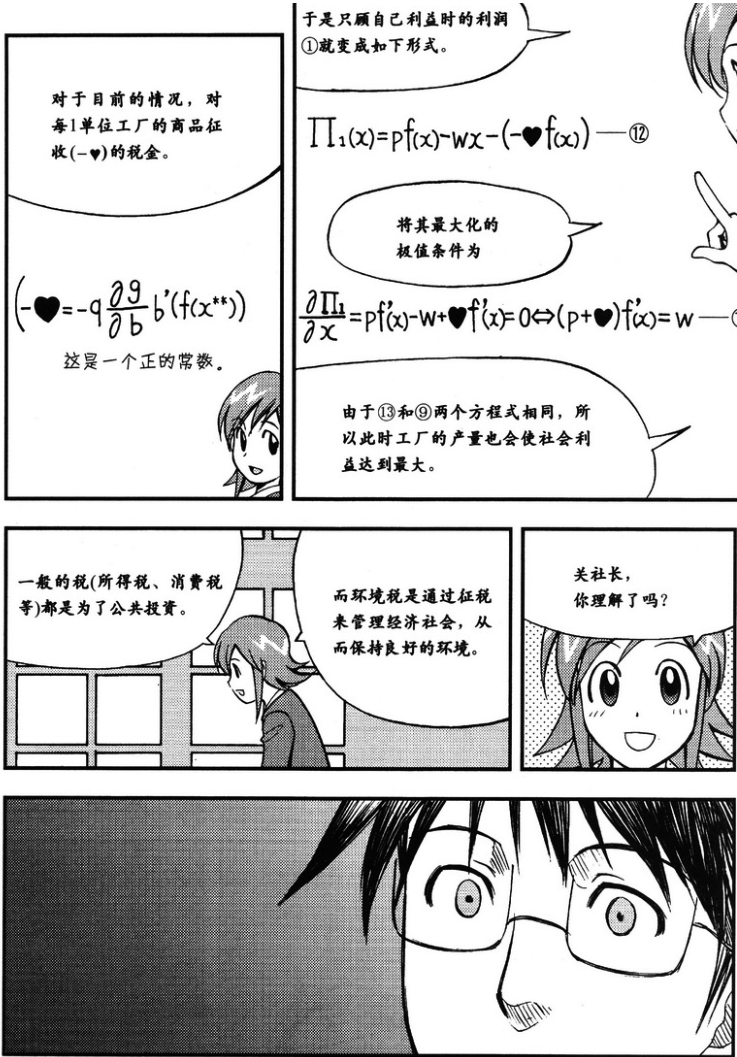 对于目前的情况，对
每1单位工厂的商品征
收(-♥)的税金。
(-♥=-q ∂g/∂b b'(f(x**))
这是一个正的常数。
于是只顾自己利益时的利润
①就变成如下形式。
∏₁(x)=pf(x)-wx-(-♥f(x)) —⑫
将其最大化的
极值条件为
∂∏₁/∂x=pf'(x)-w+♥f'(x)=0⇔(p+♥)f'(x)=w —
由于⑬和⑨两个方程式相同，所
以此时工厂的产量也会使社会利
益达到最大。
一般的税(所得税、消费税
等)都是为了公共投资。
而环境税是通过征税
来管理经济社会，从
而保持良好的环境。
关社长，
你理解了吗？